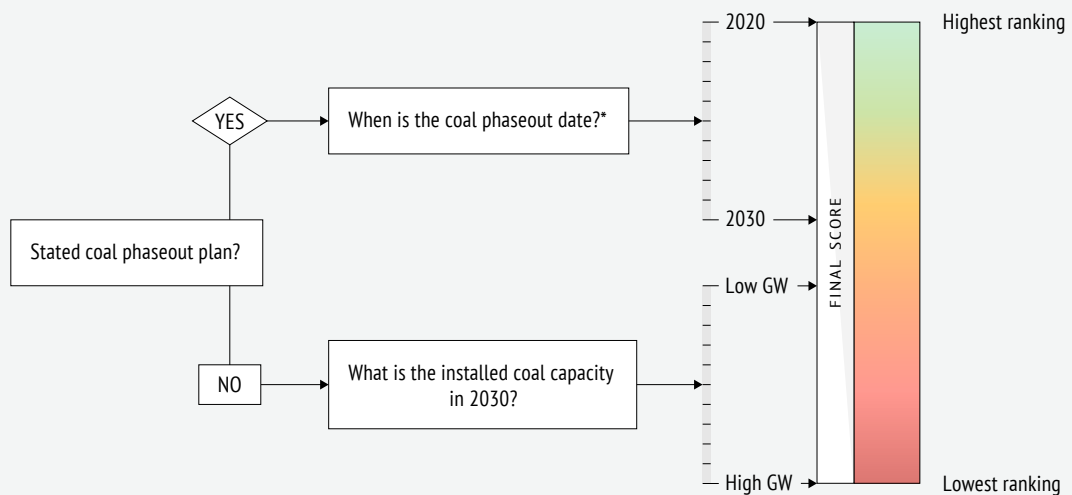 2020
Highest ranking
YES
When is the coal phaseout date?*
2030
Stated coal phaseout plan?
Low GW
FINAL SCORE
NO
What is the installed coal capacity
in 2030?
High GW
Lowest ranking